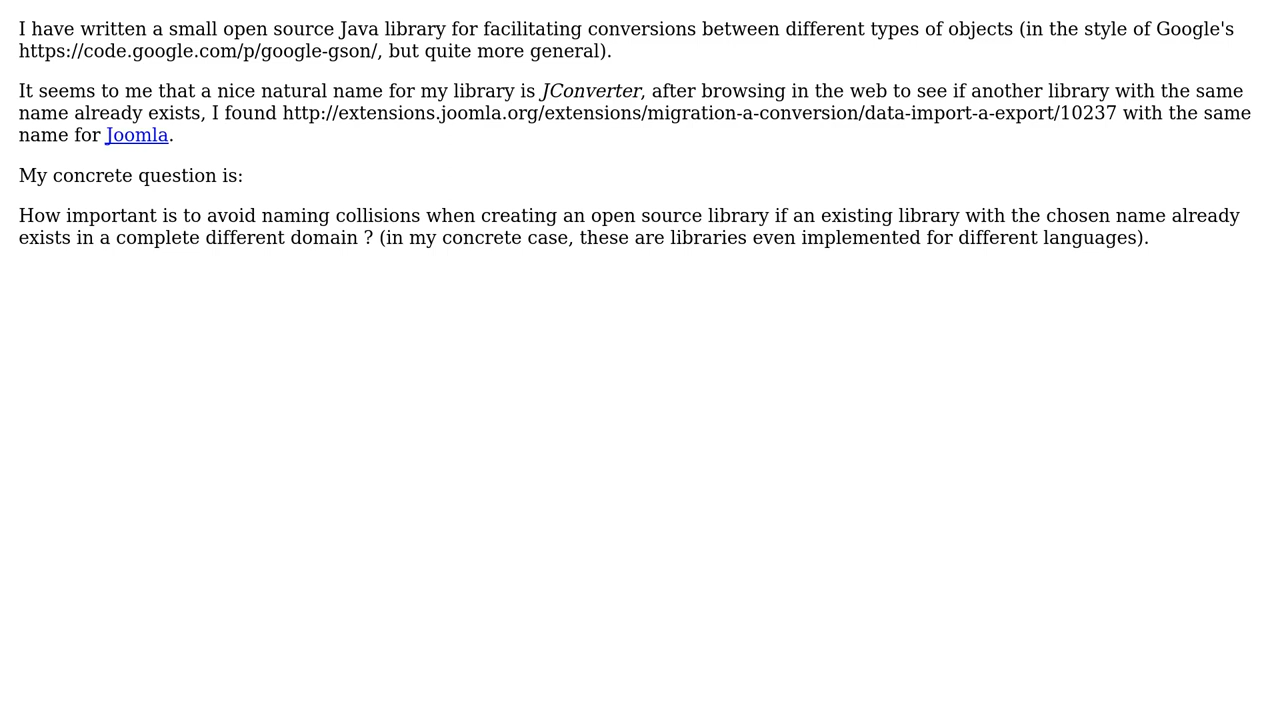 I have written a small open source Java library for facilitating conversions between different types of objects (in the style of Google's
https://code.google.com/p/google-gson/, but quite more general).
It seems to me that a nice natural name for my library is JConverter, after browsing in the web to see if another library with the same
name already exists, I found http://extensions.joomla.org/extensions/migration-a-conversion/data-import-a-export/10237 with the same
name for Joomla.
My concrete question is:
How important is to avoid naming collisions when creating an open source library if an existing library with the chosen name already
exists in a complete different domain ? (in my concrete case, these are libraries even implemented for different languages).